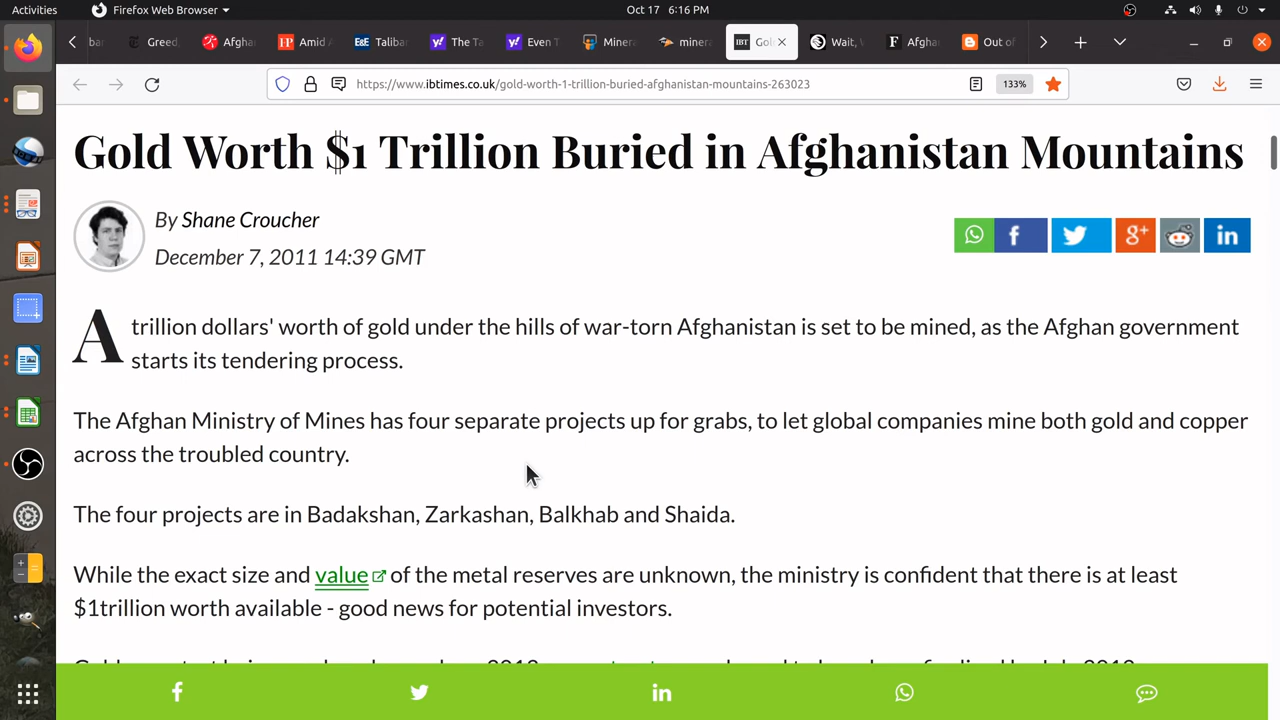 Activities
Firefox Web Browser
Oct 17 6:16 PM
bar
Greed,
Afgha
FP Amid
E&E Taliba
The Ta
Even T
Minera
minera
IBT Gol
Wait,
F Afgha
Out of
https://www.ibtimes.co.uk/gold-worth-1-trillion-buried-afghanistan-mountains-263023
133%
Gold Worth $1 Trillion Buried in Afghanistan Mountains
By Shane Croucher
December 7, 2011 14:39 GMT
A trillion dollars' worth of gold under the hills of war-torn Afghanistan is set to be mined, as the Afghan government
starts its tendering process.
The Afghan Ministry of Mines has four separate projects up for grabs, to let global companies mine both gold and copper
across the troubled country.
The four projects are in Badakshan, Zarkashan, Balkhab and Shaida.
While the exact size and value of the metal reserves are unknown, the ministry is confident that there is at least
$1trillion worth available - good news for potential investors.